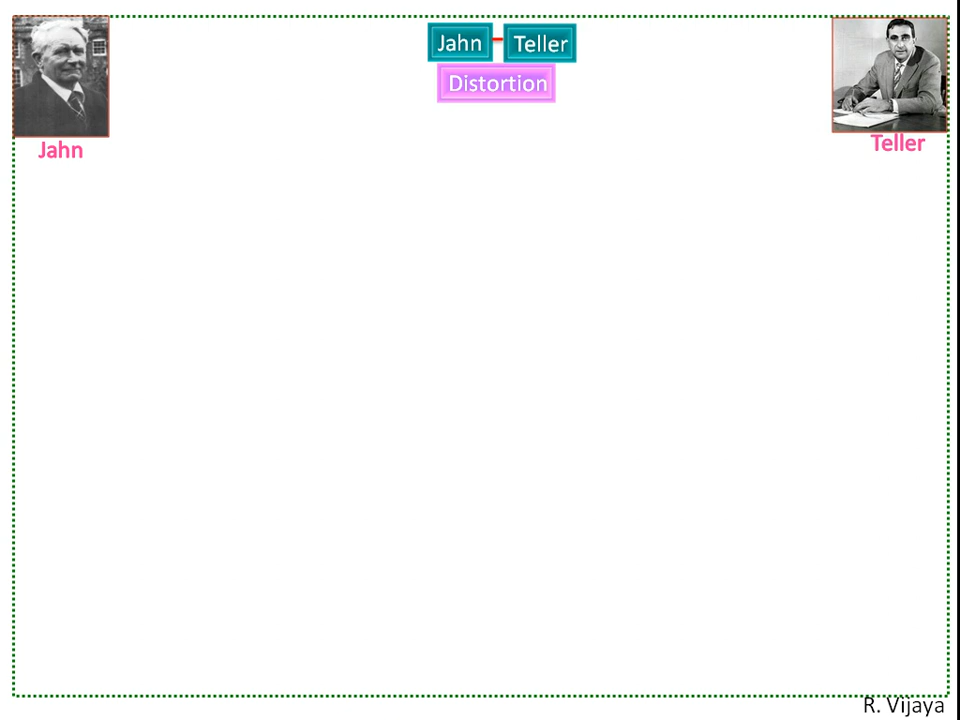 Jahn - Teller
Distortion
Jahn
Teller
R. Vijaya